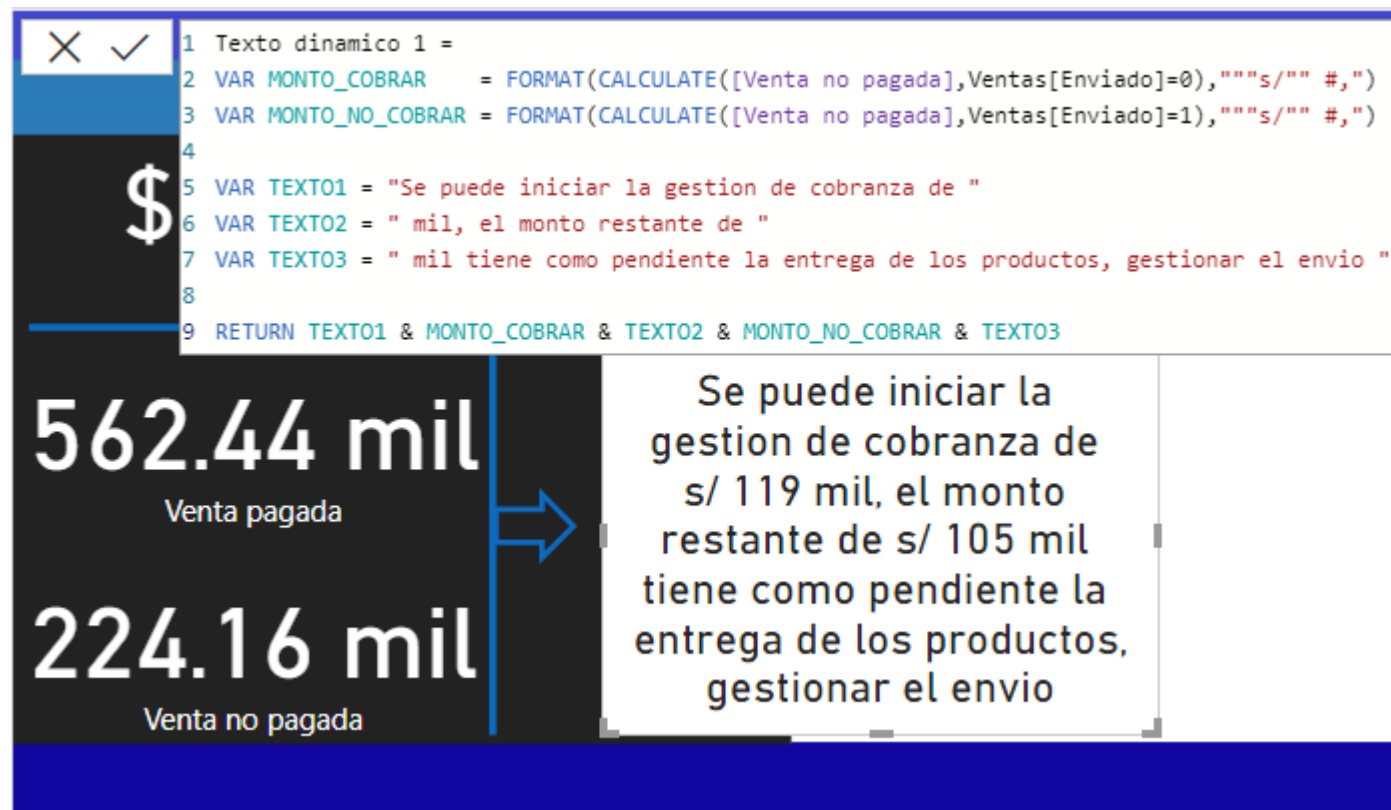 1 Texto dinamico 1 =
2 VAR MONTO_COBRAR    = FORMAT(CALCULATE([Venta no pagada],Ventas[Enviado]=0),"""s/"" #,")
3 VAR MONTO_NO_COBRAR = FORMAT(CALCULATE([Venta no pagada],Ventas[Enviado]=1),"""s/"" #,")
4
5 VAR TEXTO1 = "Se puede iniciar la gestion de cobranza de "
6 VAR TEXTO2 = " mil, el monto restante de "
7 VAR TEXTO3 = " mil tiene como pendiente la entrega de los productos, gestionar el envio "
8
9 RETURN TEXTO1 & MONTO_COBRAR & TEXTO2 & MONTO_NO_COBRAR & TEXTO3
$
562.44 mil
Venta pagada
224.16 mil
Venta no pagada
Se puede iniciar la
gestion de cobranza de
s/ 119 mil, el monto
restante de s/ 105 mil
tiene como pendiente la
entrega de los productos,
gestionar el envio